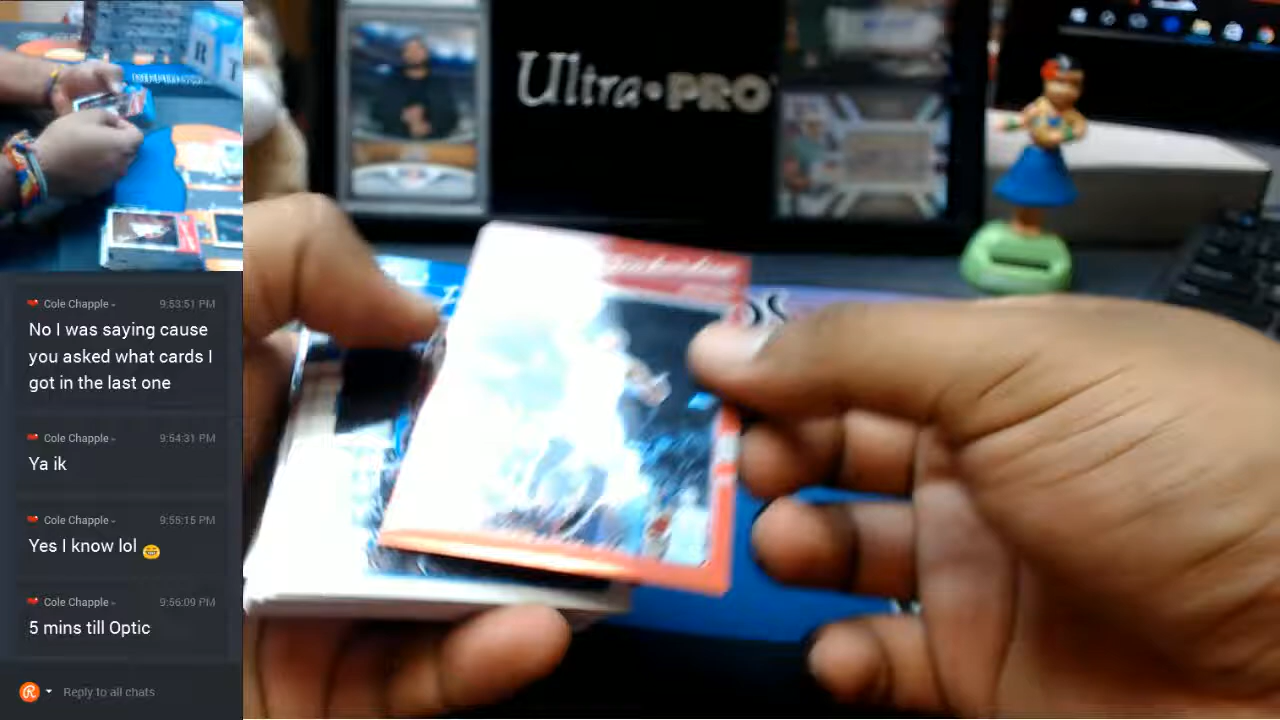 Ultra PRO
R T
Cole Chapple
9:53:51 PM
No I was saying cause
you asked what cards I
got in the last one
Cole Chapple
9:54:31 PM
Ya ik
Cole Chapple
9:55:15 PM
Yes I know lol 😁
Cole Chapple
9:56:09 PM
5 mins till Optic
Reply to all chats